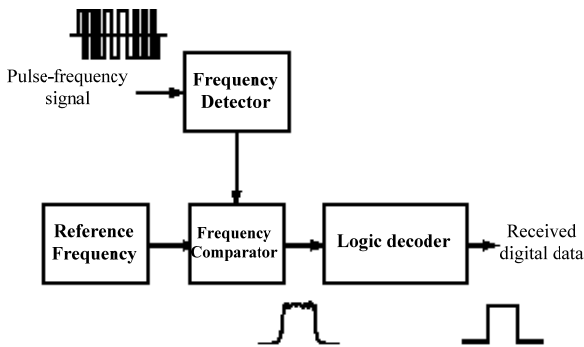 Pulse-frequency
signal
Frequency
Detector
Reference
Frequency
Frequency
Comparator
Logic decoder
Received
digital data